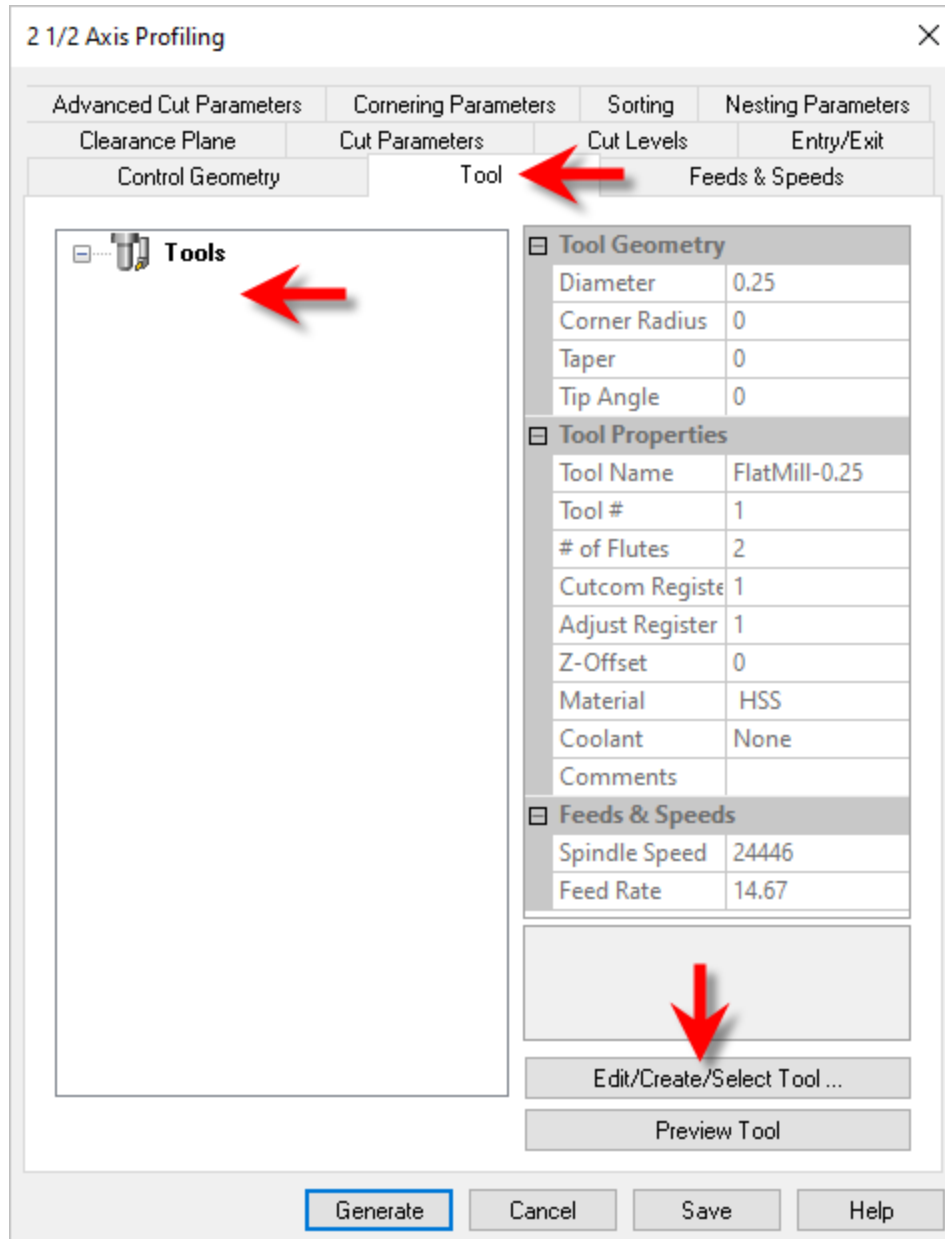 2 1/2 Axis Profiling
Advanced Cut Parameters Cornering Parameters Sorting Nesting Parameters
Clearance Plane Cut Parameters Cut Levels Entry/Exit
Control Geometry Tool Feeds & Speeds
Tools
Tool Geometry
Diameter 0.25
Corner Radius 0
Taper 0
Tip Angle 0
Tool Properties
Tool Name FlatMill-0.25
Tool # 1
# of Flutes 2
Cutcom Registe 1
Adjust Register 1
Z-Offset 0
Material HSS
Coolant None
Comments
Feeds & Speeds
Spindle Speed 24446
Feed Rate 14.67
Edit/Create/Select Tool ...
Preview Tool
Generate Cancel Save Help